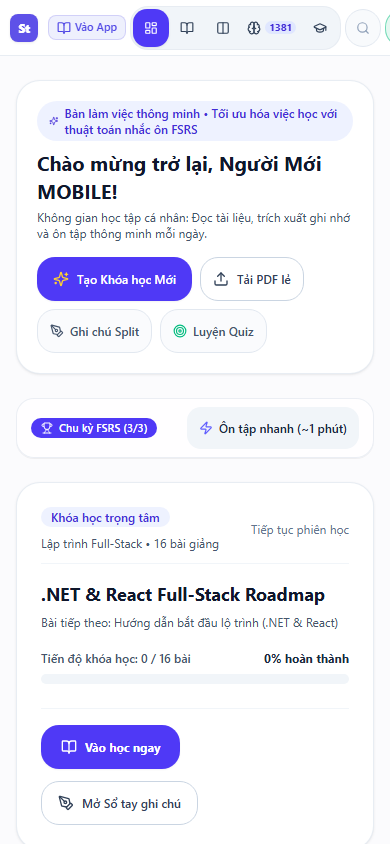 St
Vào App
1381
Bàn làm việc thông minh • Tối ưu hóa việc học với
thuật toán nhắc ôn FSRS
Chào mừng trở lại, Người Mới
MOBILE!
Không gian học tập cá nhân: Đọc tài liệu, trích xuất ghi nhớ
và ôn tập thông minh mỗi ngày.
Tạo Khóa học Mới
Tải PDF lẻ
Ghi chú Split
Luyện Quiz
Chu kỳ FSRS (3/3)
Ôn tập nhanh (~1 phút)
Khóa học trọng tâm
Lập trình Full-Stack • 16 bài giảng
Tiếp tục phiên học
.NET & React Full-Stack Roadmap
Bài tiếp theo: Hướng dẫn bắt đầu lộ trình (.NET & React)
Tiến độ khóa học: 0 / 16 bài
0% hoàn thành
Vào học ngay
Mở Sổ tay ghi chú